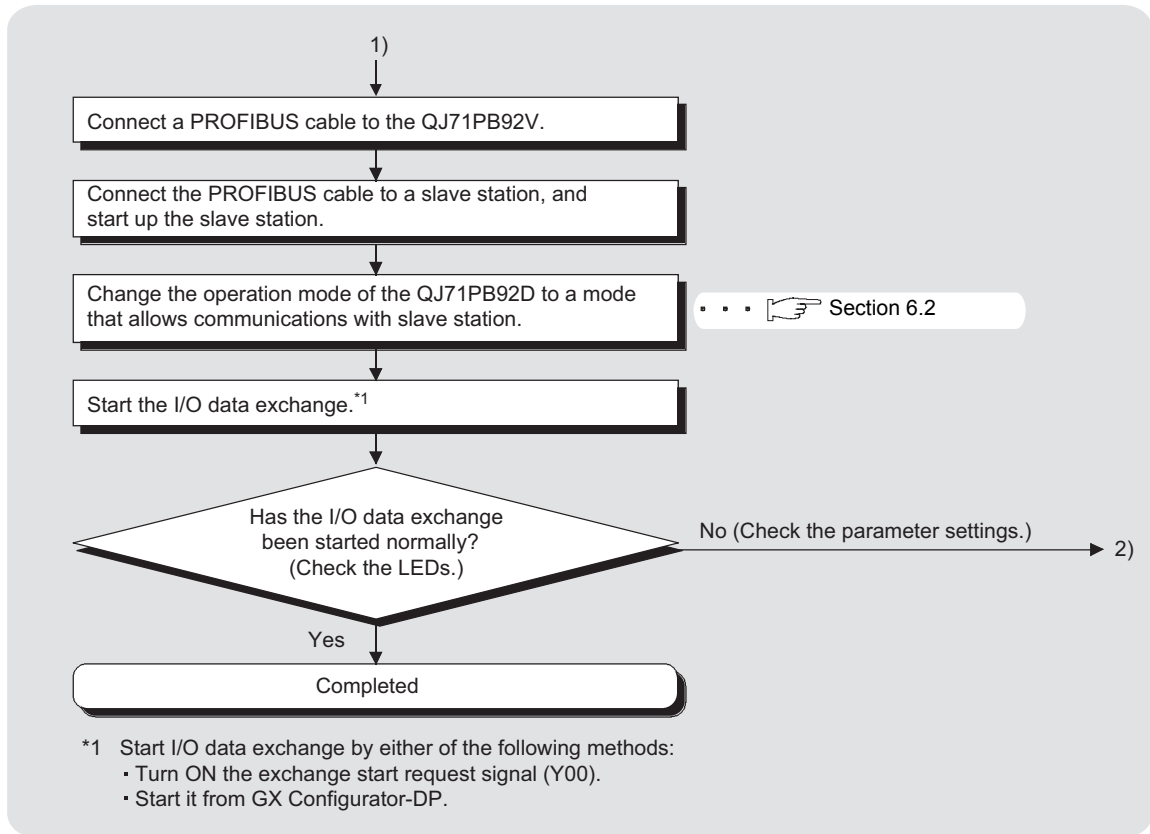 1)
Connect a PROFIBUS cable to the QJ71PB92V.
Connect the PROFIBUS cable to a slave station, and
start up the slave station.
Change the operation mode of the QJ71PB92D to a mode
that allows communications with slave station.
Section 6.2
Start the I/O data exchange.*1
Has the I/O data exchange
been started normally?
(Check the LEDs.)
No (Check the parameter settings.)
2)
Yes
Completed
*1 Start I/O data exchange by either of the following methods:
• Turn ON the exchange start request signal (Y00).
• Start it from GX Configurator-DP.